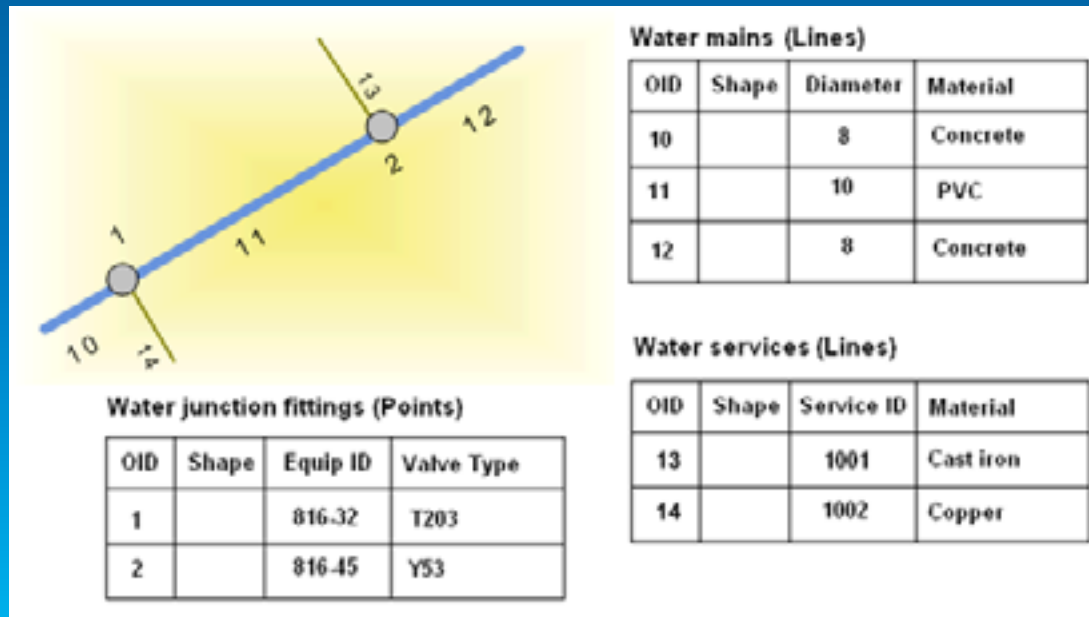 13
12
2
1
11
10
14
Water mains (Lines)
OID Shape Diameter Material
10 8 Concrete
11 10 PVC
12 8 Concrete
Water services (Lines)
OID Shape Service ID Material
13 1001 Cast iron
14 1002 Copper
Water junction fittings (Points)
OID Shape Equip ID Valve Type
1 816-32 T203
2 816-45 Y53